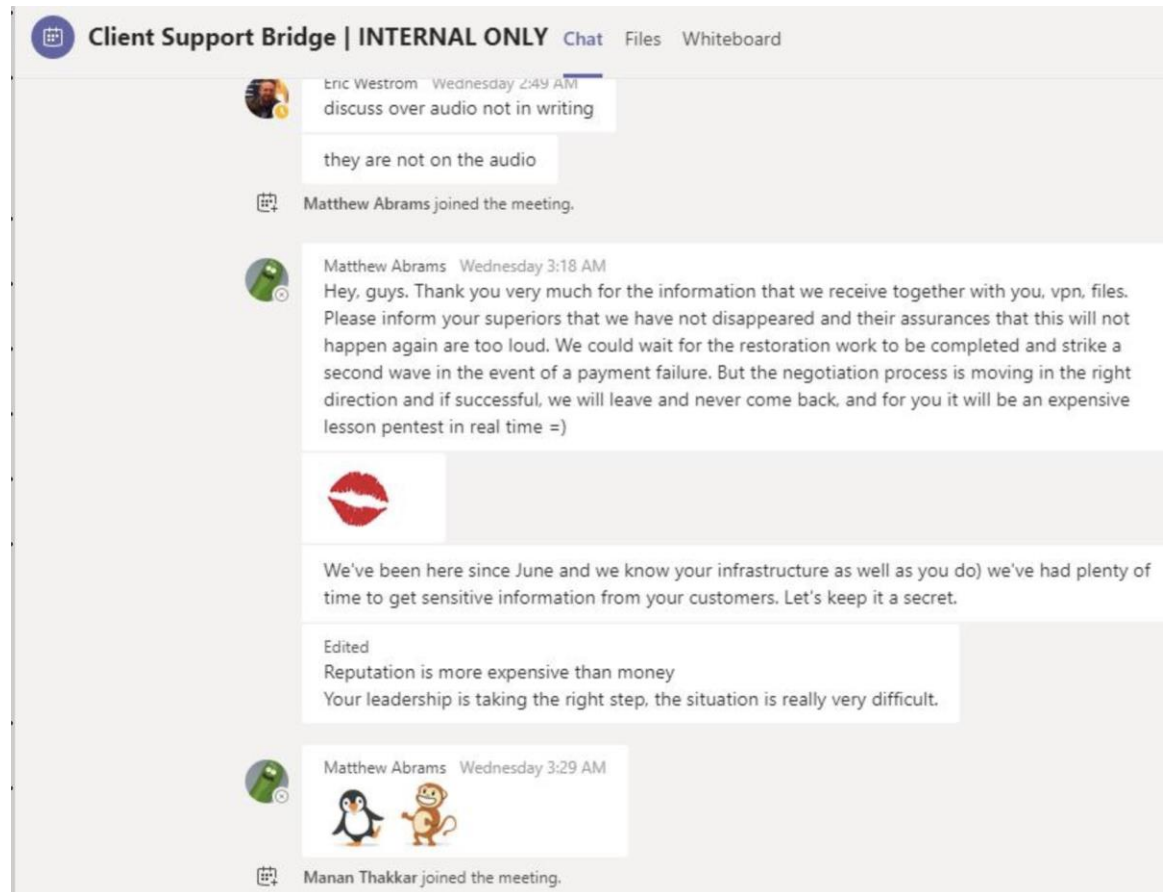 Client Support Bridge | INTERNAL ONLY Chat Files Whiteboard
Eric Westrom Wednesday 2:49 AM
discuss over audio not in writing
they are not on the audio
Matthew Abrams joined the meeting.
Matthew Abrams Wednesday 3:18 AM
Hey, guys. Thank you very much for the information that we receive together with you, vpn, files.
Please inform your superiors that we have not disappeared and their assurances that this will not
happen again are too loud. We could wait for the restoration work to be completed and strike a
second wave in the event of a payment failure. But the negotiation process is moving in the right
direction and if successful, we will leave and never come back, and for you it will be an expensive
lesson pentest in real time =)
We've been here since June and we know your infrastructure as well as you do) we've had plenty of
time to get sensitive information from your customers. Let's keep it a secret.
Edited
Reputation is more expensive than money
Your leadership is taking the right step, the situation is really very difficult.
Matthew Abrams Wednesday 3:29 AM
Manan Thakkar joined the meeting.